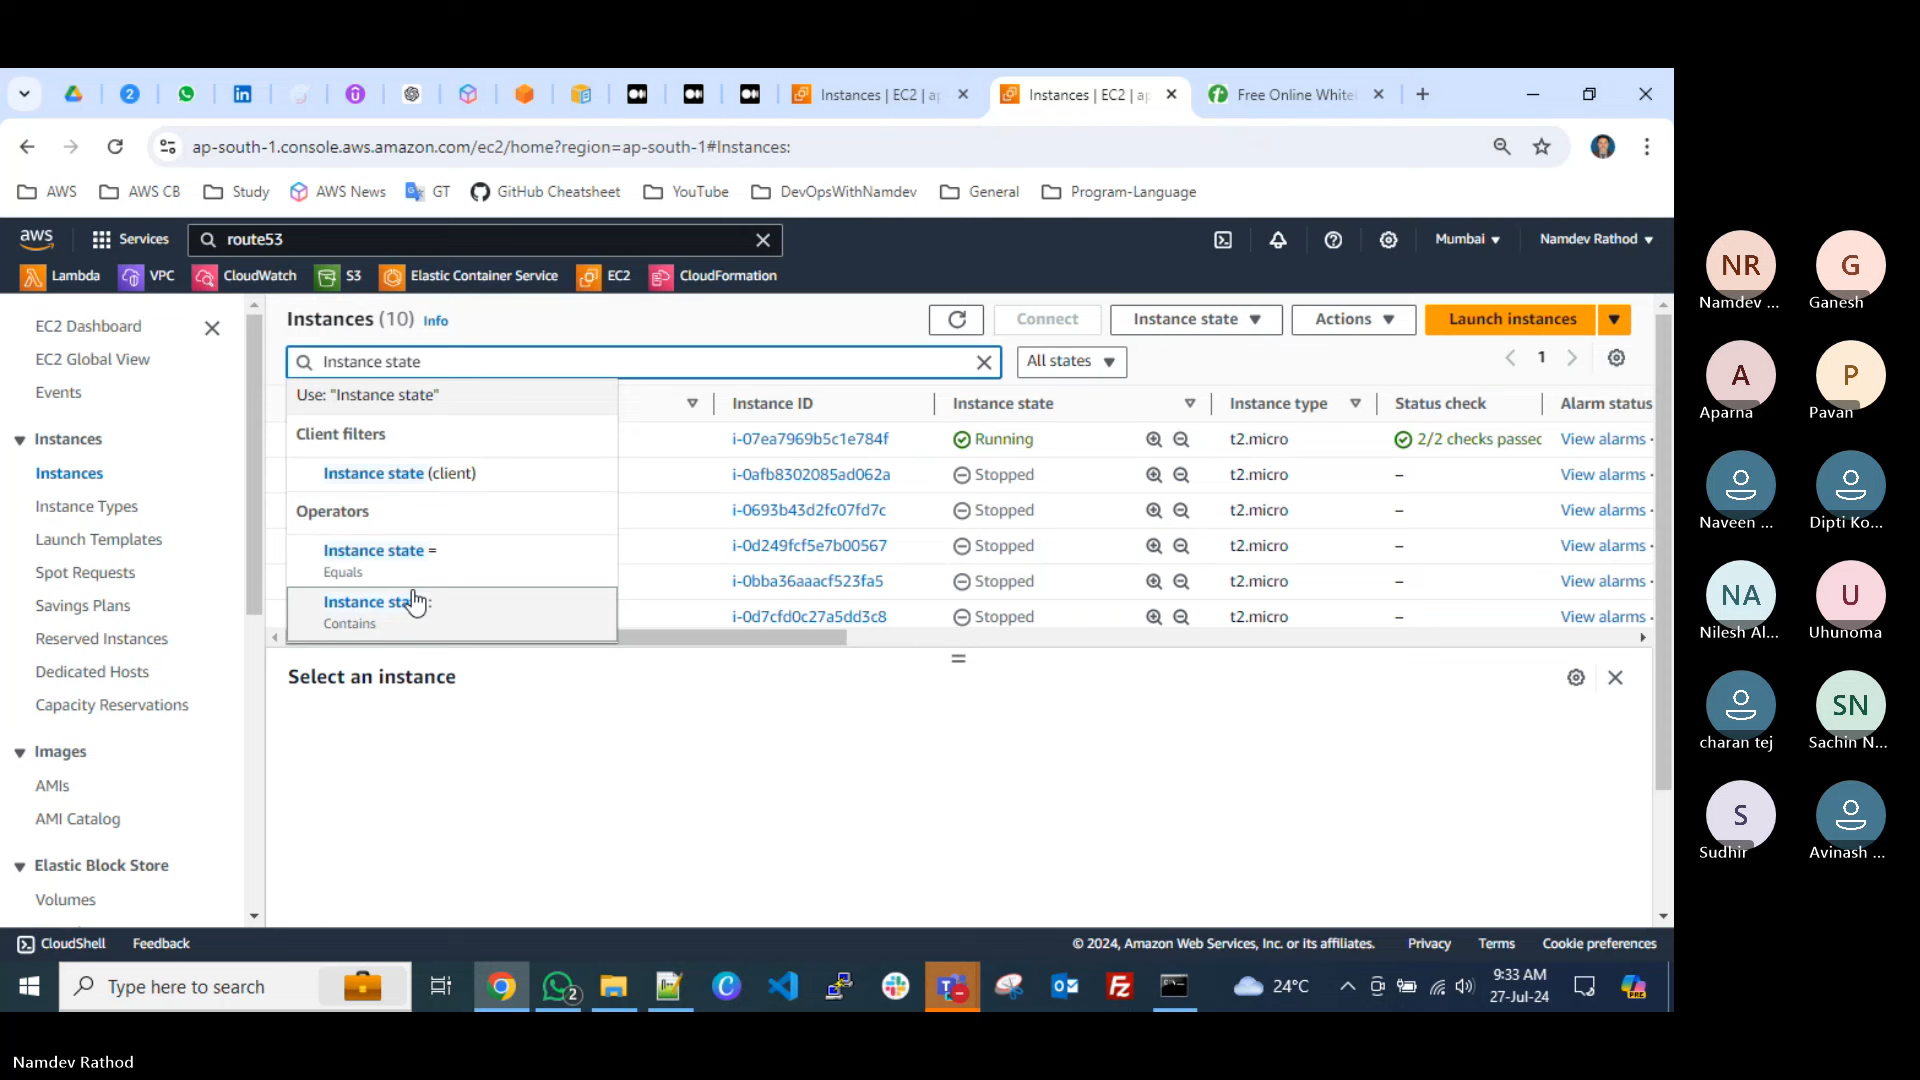 2
Instances | EC2 | ap
Instances | EC2 | ap
Free Online White
ap-south-1.console.aws.amazon.com/ec2/home?region=ap-south-1#Instances:
AWS
AWS CB
Study
AWS News
GT
GitHub Cheatsheet
YouTube
DevOpsWithNamdev
General
Program-Language
aws
Services
route53
Mumbai
Namdev Rathod
Lambda
VPC
CloudWatch
S3
Elastic Container Service
EC2
CloudFormation
EC2 Dashboard
EC2 Global View
Events
Instances
Instances
Instance Types
Launch Templates
Spot Requests
Savings Plans
Reserved Instances
Dedicated Hosts
Capacity Reservations
Images
AMIs
AMI Catalog
Elastic Block Store
Volumes
Instances (10) Info
Connect
Instance state
Actions
Launch instances
Instance state
All states
1
Use: "Instance state"
Client filters
Instance state (client)
Operators
Instance state =
Equals
Instance sta :
Contains
Instance ID Instance state Instance type Status check Alarm status
i-07ea7969b5c1e784f Running t2.micro 2/2 checks passed View alarms
i-0afb8302085ad062a Stopped t2.micro – View alarms
i-0693b43d2fc07fd7c Stopped t2.micro – View alarms
i-0d249fcf5e7b00567 Stopped t2.micro – View alarms
i-0bba36aaacf523fa5 Stopped t2.micro – View alarms
i-0d7cfd0c27a5dd3c8 Stopped t2.micro – View alarms
Select an instance
CloudShell
Feedback
© 2024, Amazon Web Services, Inc. or its affiliates.
Privacy
Terms
Cookie preferences
Type here to search
2
24°C
9:33 AM
27-Jul-24
NR
Namdev ...
G
Ganesh
A
Aparna
P
Pavan
Naveen ...
Dipti Ko...
NA
Nilesh Al...
U
Uhunoma
charan tej
SN
Sachin N...
S
Sudhir
Avinash ...
Namdev Rathod